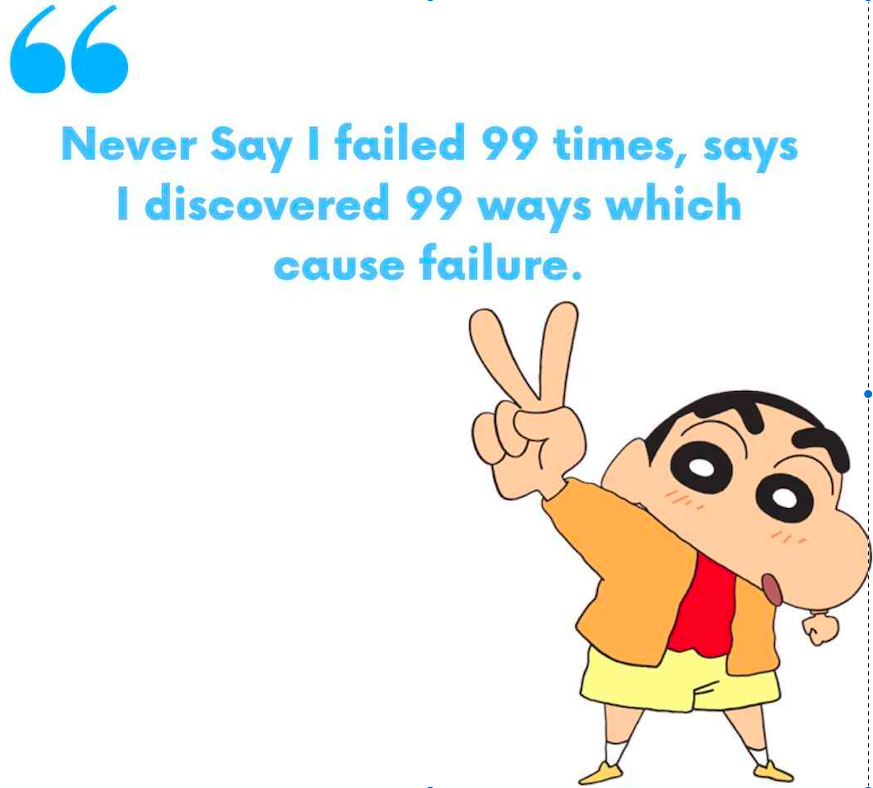 Never Say I failed 99 times, says
I discovered 99 ways which
cause failure.